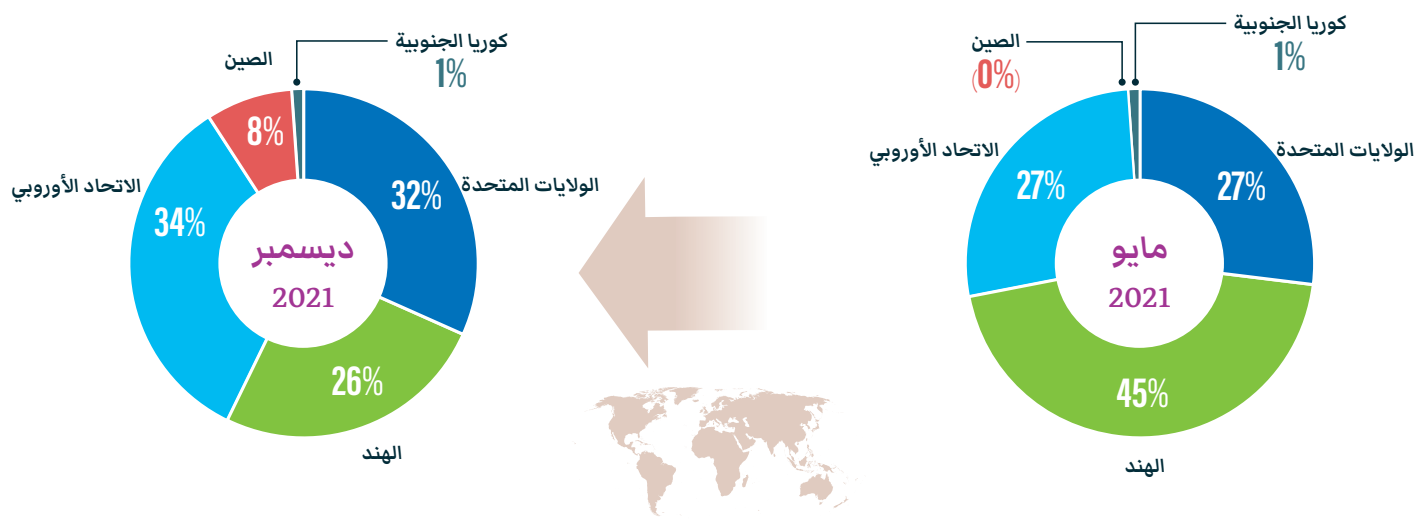 كوريا الجنوبية
1%
الصين
(0%)
الولايات المتحدة
27%
الاتحاد الأوروبي
27%
مايو
2021
45%
الهند
كوريا الجنوبية
1%
الصين
8%
الولايات المتحدة
32%
الاتحاد الأوروبي
34%
ديسمبر
2021
26%
الهند